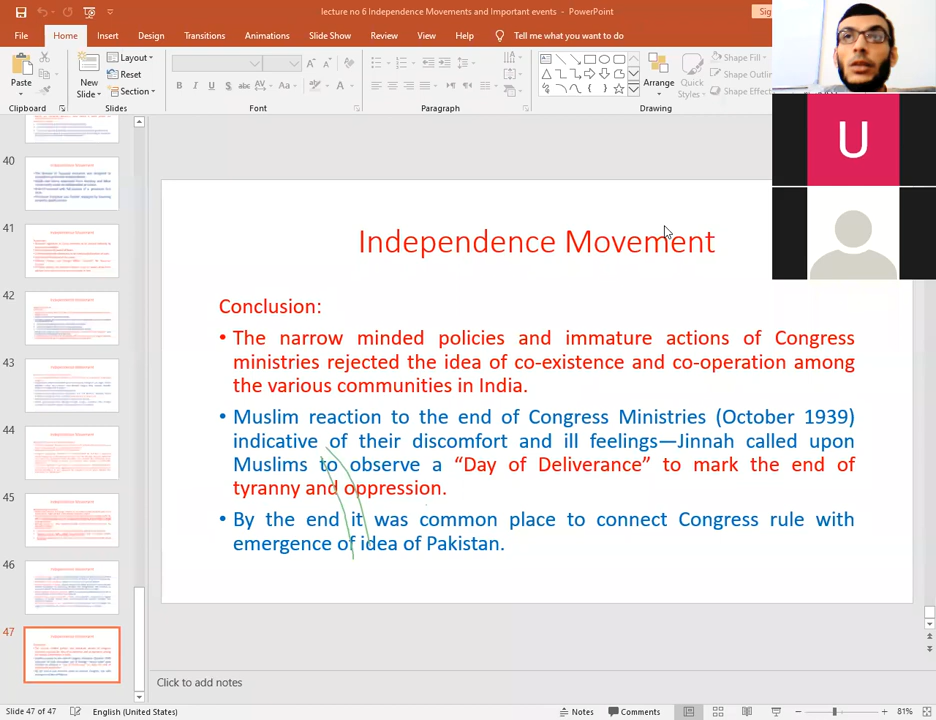 lecture no 6 Independence Movements and Important events - PowerPoint
File Home Insert Design Transitions Animations Slide Show Review View Help Tell me what you want to do
Paste
New
Slide
Layout
Reset
Section
Arrange
Quick
Styles
Shape Fill
Shape Outli
Shape Effect
Clipboard Slides Font Paragraph Drawing
U
40
41
42
43
44
45
46
47
Independence Movement
Conclusion:
• The narrow minded policies and immature actions of Congress
ministries rejected the idea of co-existence and co-operation among
the various communities in India.
• Muslim reaction to the end of Congress Ministries (October 1939)
indicative of their discomfort and ill feelings—Jinnah called upon
Muslims to observe a “Day of Deliverance” to mark the end of
tyranny and oppression.
• By the end it was common place to connect Congress rule with
emergence of idea of Pakistan.
Click to add notes
Slide 47 of 47 English (United States) Notes Comments 81%